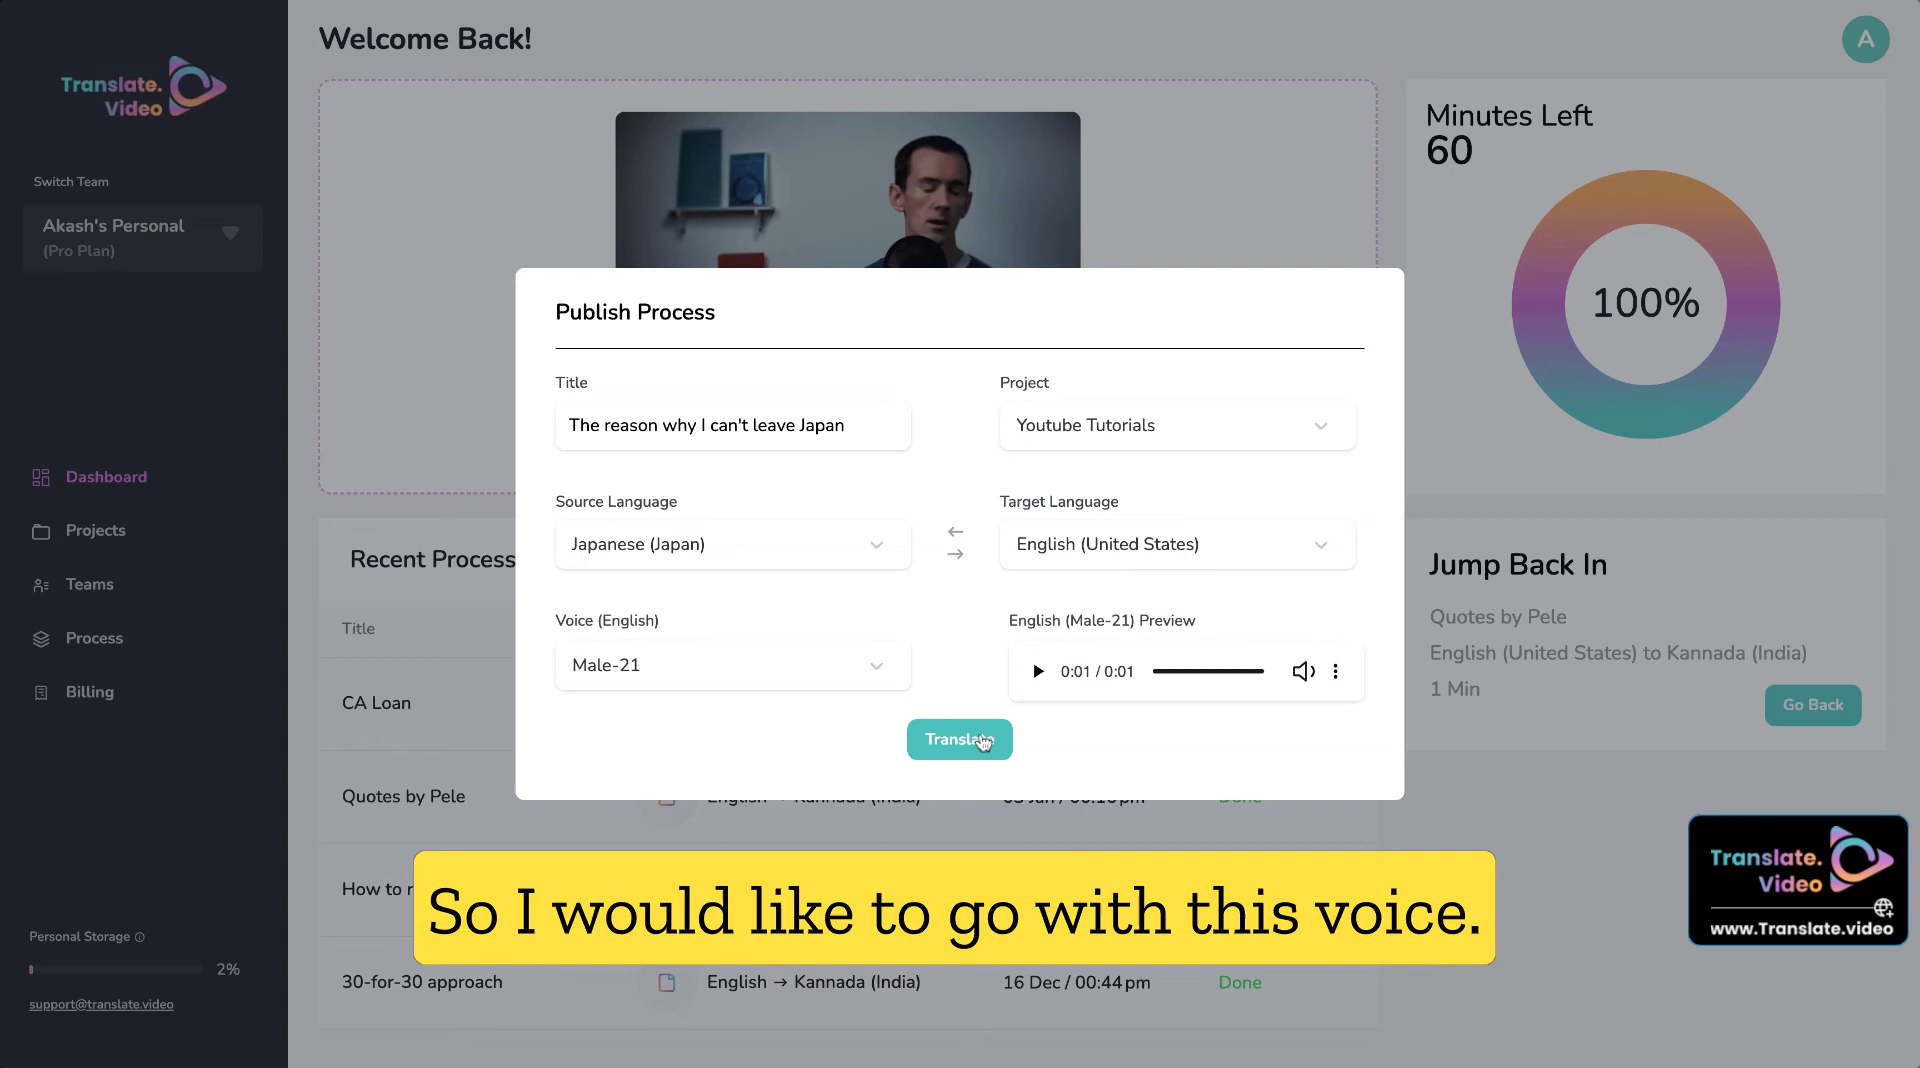 Translate.
Video
Switch Team
Akash's Personal
(Pro Plan)
Dashboard
Projects
Teams
Process
Billing
Personal Storage
2%
support@translate.video
Welcome Back!
A
Minutes Left
60
100%
Publish Process
Title
The reason why I can't leave Japan
Project
Youtube Tutorials
Source Language
Japanese (Japan)
Target Language
English (United States)
Voice (English)
Male-21
English (Male-21) Preview
0:01 / 0:01
Translate
Recent Process
Title
CA Loan
Quotes by Pele
English → Kannada (India)
Done
How to r
30-for-30 approach
English → Kannada (India)
16 Dec / 00:44 pm
Done
Jump Back In
Quotes by Pele
English (United States) to Kannada (India)
1 Min
Go Back
So I would like to go with this voice.
Translate.
Video
www.Translate.video